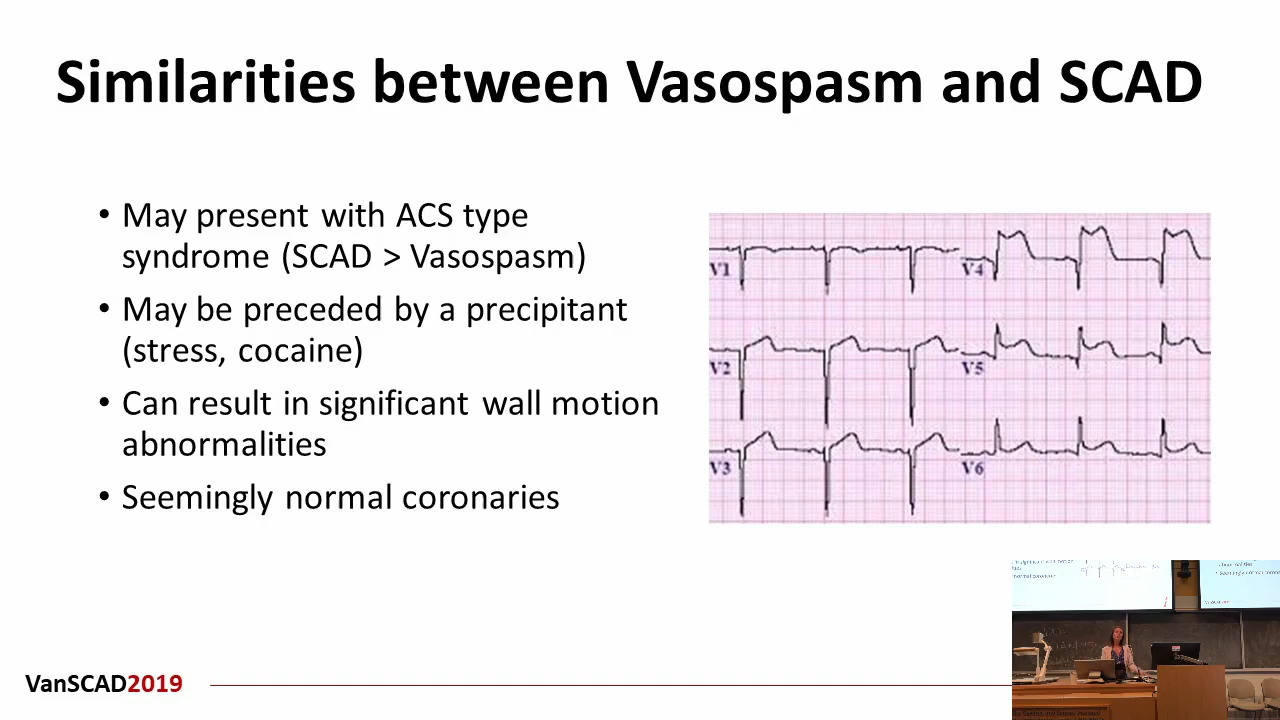 Similarities between Vasospasm and SCAD
• May present with ACS type
syndrome (SCAD > Vasospasm)
• May be preceded by a precipitant
(stress, cocaine)
• Can result in significant wall motion
abnormalities
• Seemingly normal coronaries
V1
V4
V2
V5
V3
V6
VanSCAD2019